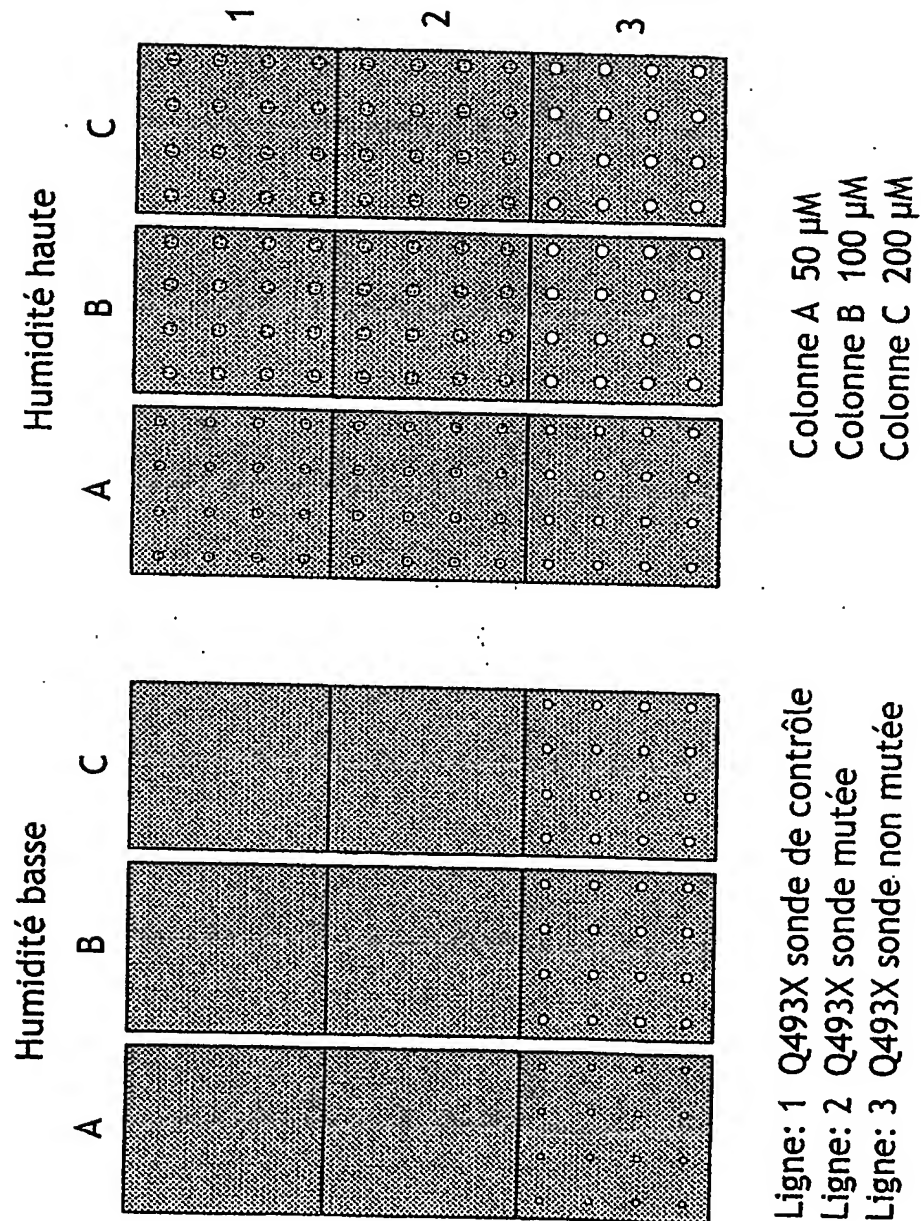 Humidité basse
A B C
Humidité haute
A B C
1
2
3
Ligne: 1 Q493X sonde de contrôle
Ligne: 2 Q493X sonde mutée
Ligne: 3 Q493X sonde non mutée
Colonne A 50 µM
Colonne B 100 µM
Colonne C 200 µM